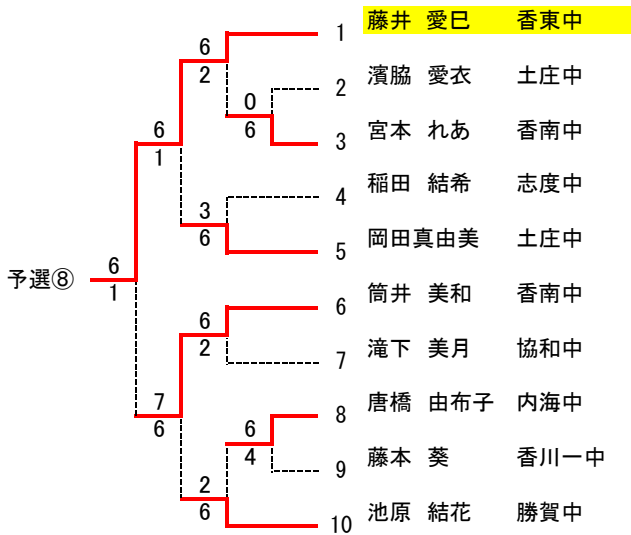 1 藤井 愛巳 香東中
6
2
2 濱脇 愛衣 土庄中
0
6
3 宮本 れあ 香南中
6
1
4 稲田 結希 志度中
3
6
5 岡田真由美 土庄中
予選⑧
6
1
6 筒井 美和 香南中
6
2
7 滝下 美月 協和中
7
6
8 唐橋 由布子 内海中
6
4
9 藤本 葵 香川一中
2
6
10 池原 結花 勝賀中